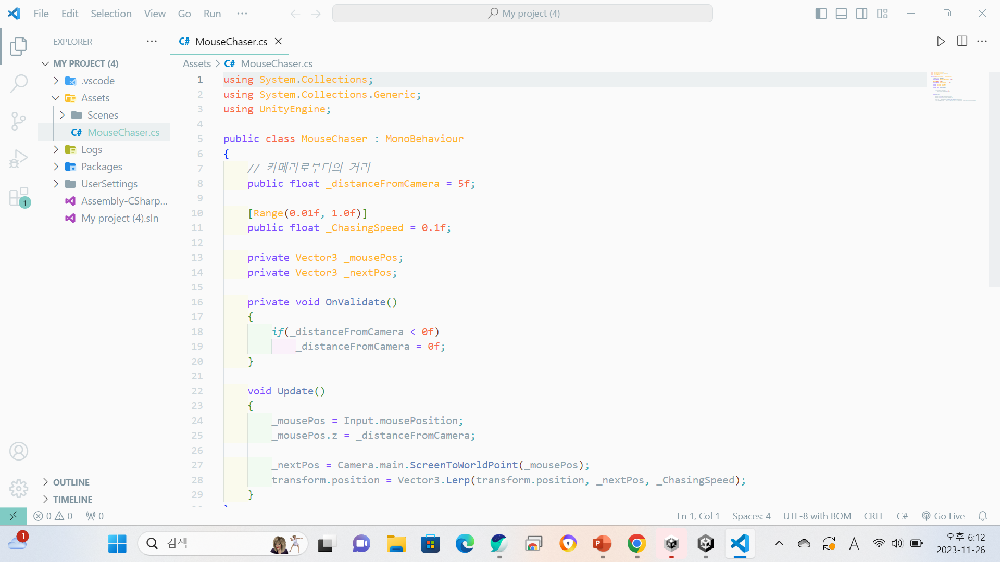 File Edit Selection View Go Run ···
My project (4)
EXPLORER ···
MY PROJECT (4)
.vscode
Assets
Scenes
C# MouseChaser.cs
Logs
Packages
UserSettings
Assembly-CSharp...
My project (4).sln
OUTLINE
TIMELINE
1
C# MouseChaser.cs
Assets > C# MouseChaser.cs
1 using System.Collections;
2 using System.Collections.Generic;
3 using UnityEngine;
4
5 public class MouseChaser : MonoBehaviour
6 {
7     // 카메라로부터의 거리
8     public float _distanceFromCamera = 5f;
9
10     [Range(0.01f, 1.0f)]
11     public float _ChasingSpeed = 0.1f;
12
13     private Vector3 _mousePos;
14     private Vector3 _nextPos;
15
16     private void OnValidate()
17     {
18         if(_distanceFromCamera < 0f)
19             _distanceFromCamera = 0f;
20     }
21
22     void Update()
23     {
24         _mousePos = Input.mousePosition;
25         _mousePos.z = _distanceFromCamera;
26
27         _nextPos = Camera.main.ScreenToWorldPoint(_mousePos);
28         transform.position = Vector3.Lerp(transform.position, _nextPos, _ChasingSpeed);
29     }
0 0 0
Ln 1, Col 1 Spaces: 4 UTF-8 with BOM CRLF C# Go Live
1
검색
P
A
오후 6:12
2023-11-26